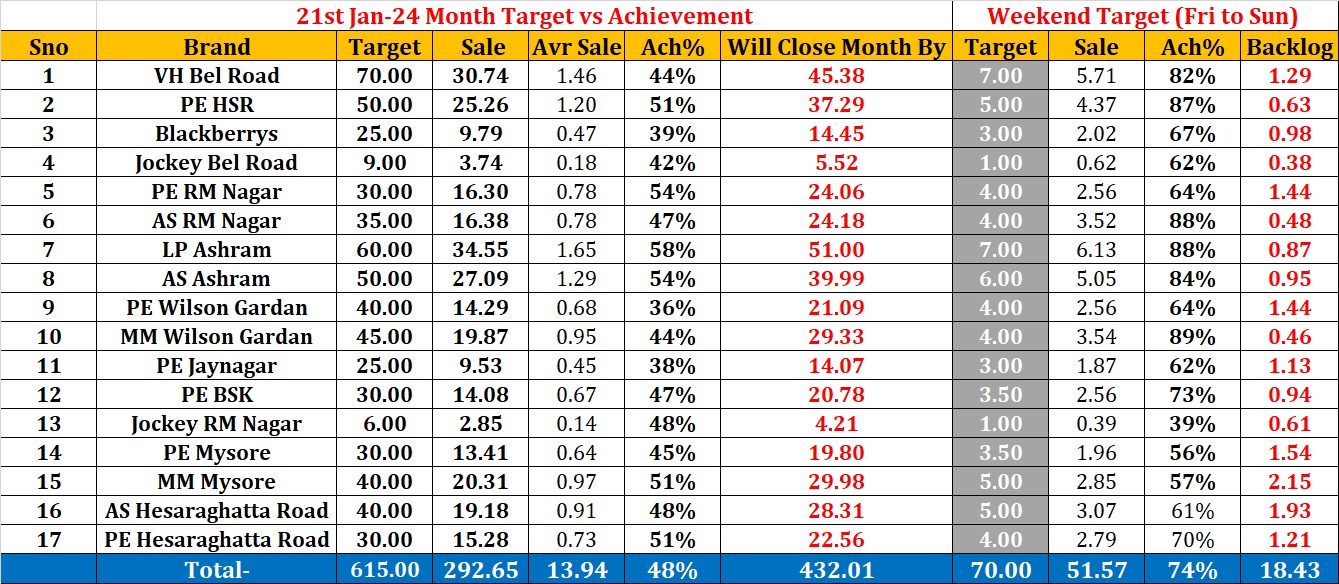 21st Jan-24 Month Target vs Achievement Weekend Target (Fri to Sun)
Sno Brand Target Sale Avr Sale Ach% Will Close Month By Target Sale Ach% Backlog
1 VH Bel Road 70.00 30.74 1.46 44% 45.38 7.00 5.71 82% 1.29
2 PE HSR 50.00 25.26 1.20 51% 37.29 5.00 4.37 87% 0.63
3 Blackberrys 25.00 9.79 0.47 39% 14.45 3.00 2.02 67% 0.98
4 Jockey Bel Road 9.00 3.74 0.18 42% 5.52 1.00 0.62 62% 0.38
5 PE RM Nagar 30.00 16.30 0.78 54% 24.06 4.00 2.56 64% 1.44
6 AS RM Nagar 35.00 16.38 0.78 47% 24.18 4.00 3.52 88% 0.48
7 LP Ashram 60.00 34.55 1.65 58% 51.00 7.00 6.13 88% 0.87
8 AS Ashram 50.00 27.09 1.29 54% 39.99 6.00 5.05 84% 0.95
9 PE Wilson Gardan 40.00 14.29 0.68 36% 21.09 4.00 2.56 64% 1.44
10 MM Wilson Gardan 45.00 19.87 0.95 44% 29.33 4.00 3.54 89% 0.46
11 PE Jaynagar 25.00 9.53 0.45 38% 14.07 3.00 1.87 62% 1.13
12 PE BSK 30.00 14.08 0.67 47% 20.78 3.50 2.56 73% 0.94
13 Jockey RM Nagar 6.00 2.85 0.14 48% 4.21 1.00 0.39 39% 0.61
14 PE Mysore 30.00 13.41 0.64 45% 19.80 3.50 1.96 56% 1.54
15 MM Mysore 40.00 20.31 0.97 51% 29.98 5.00 2.85 57% 2.15
16 AS Hesaraghatta Road 40.00 19.18 0.91 48% 28.31 5.00 3.07 61% 1.93
17 PE Hesaraghatta Road 30.00 15.28 0.73 51% 22.56 4.00 2.79 70% 1.21
Total- 615.00 292.65 13.94 48% 432.01 70.00 51.57 74% 18.43